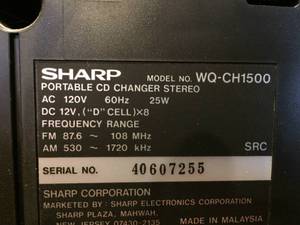 SHARP MODEL NO. WQ-CH1500
PORTABLE CD CHANGER STEREO
AC 120V 60Hz 25W
DC 12V, ("D" CELL)×8
FREQUENCY RANGE
FM 87.6 ~ 108 MHz
AM 530 ~ 1720 kHz SRC
SERIAL NO. 40607255
SHARP CORPORATION
MARKETED BY : SHARP ELECTRONICS CORPORATION
SHARP PLAZA, MAHWAH,
NEW JERSEY 07430-2135 MADE IN MALAYSIA